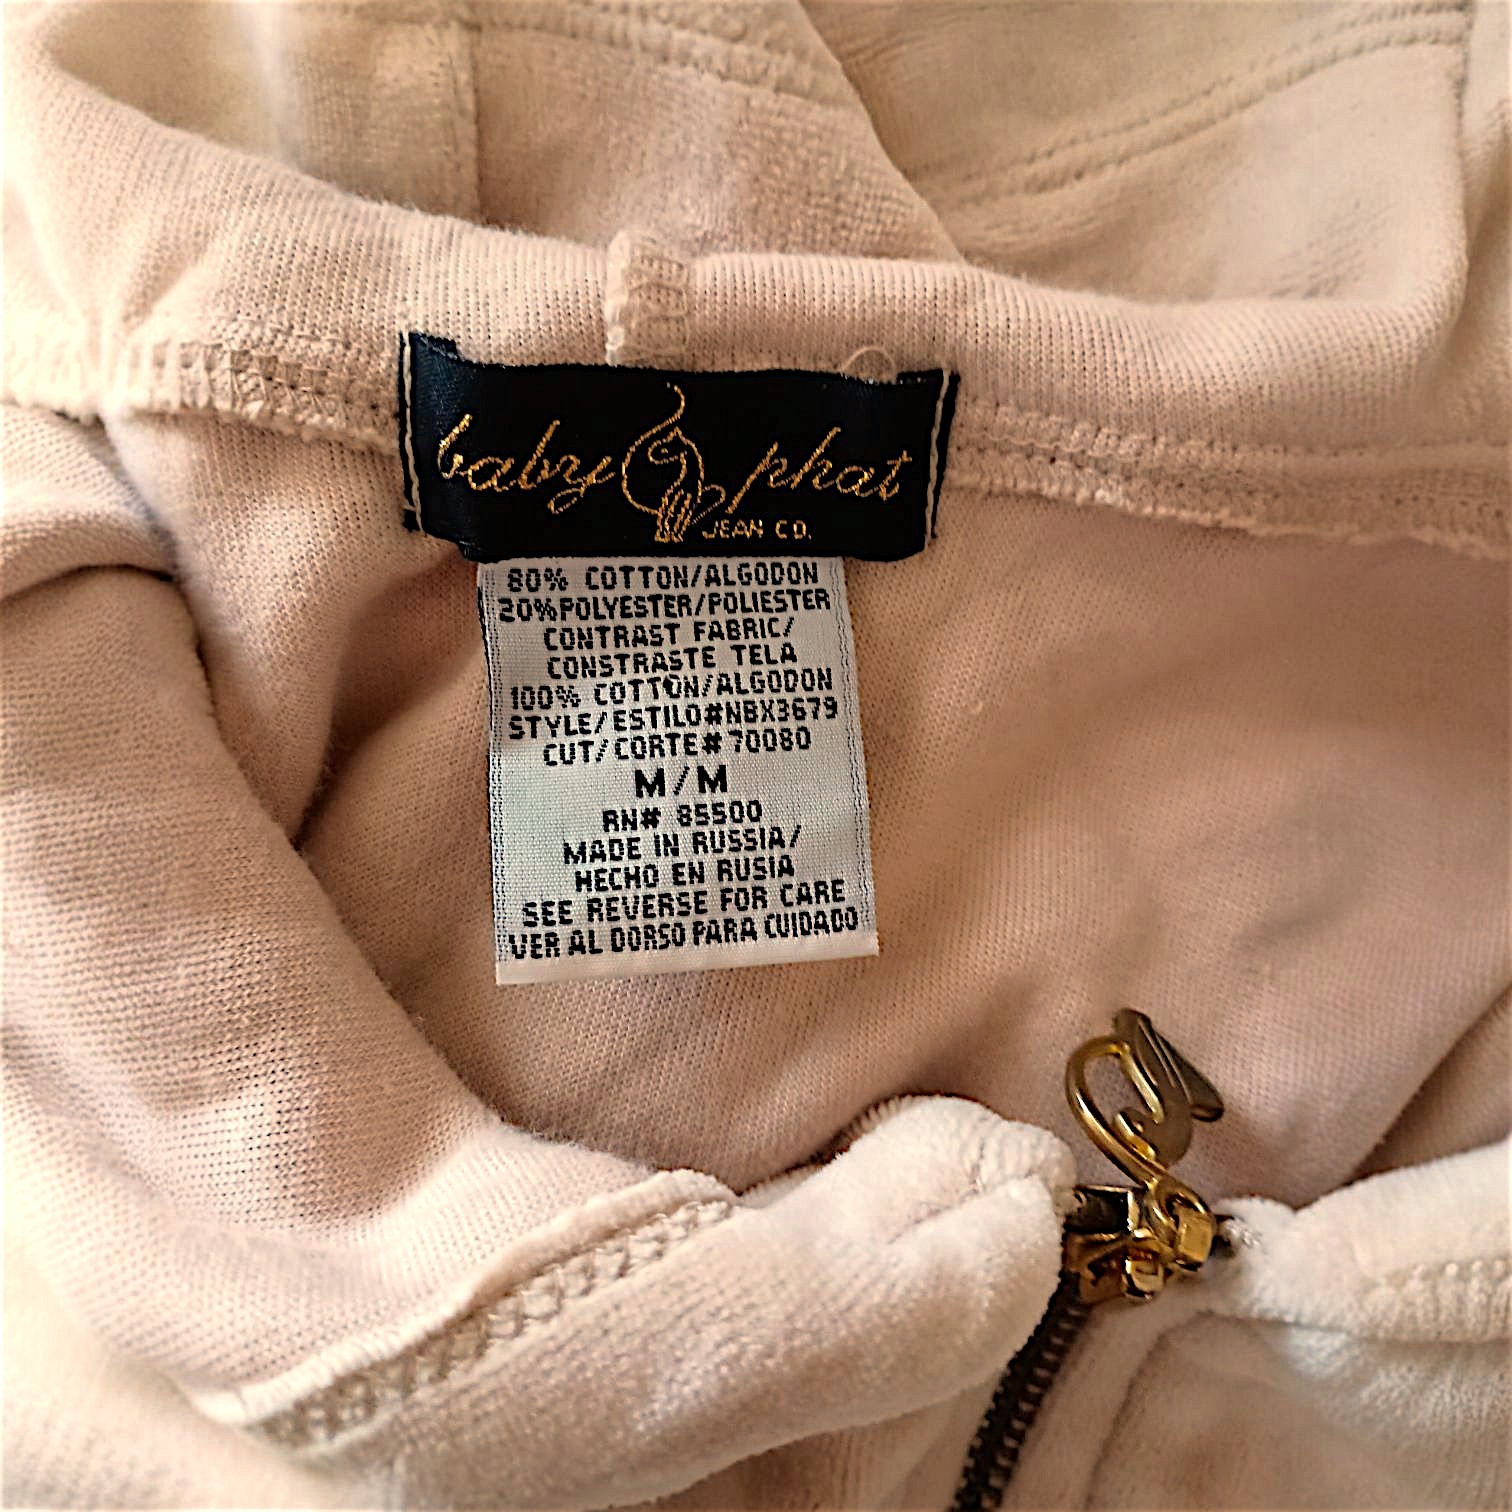 baby phat
JEAN CO.
80% COTTON/ALGODON
20%POLYESTER/POLIESTER
CONTRAST FABRIC/
CONSTRASTE TELA
100% COTTON/ALGODON
STYLE/ESTILO#NBX3679
CUT/CORTE#70080
M/M
RN# 85500
MADE IN RUSSIA/
HECHO EN RUSIA
SEE REVERSE FOR CARE
VER AL DORSO PARA CUIDADO